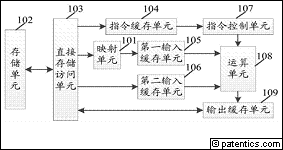 102
103
104
107
存储单元
直接存储访问单元
指令缓存单元
指令控制单元
101
105
映射单元
第一输入缓存单元
106
第二输入缓存单元
108
运算单元
109
输出缓存单元
© patentics.com